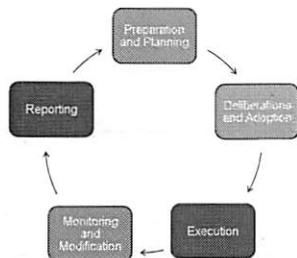 Preparation
and Planning
Deliberations
and Adoption
Execution
Monitoring
and
Modification
Reporting